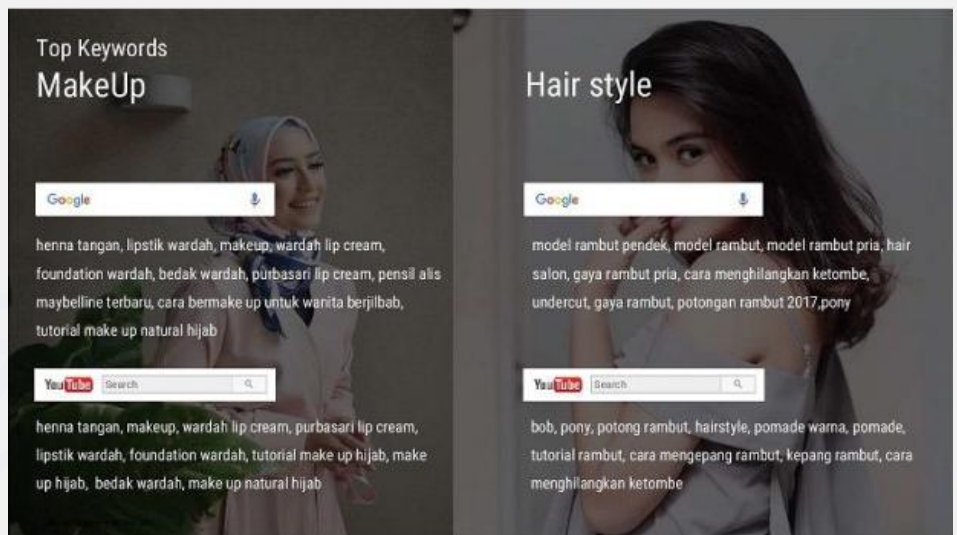 Top Keywords
MakeUp
Google
henna tangan, lipstik wardah, makeup, wardah lip cream,
foundation wardah, bedak wardah, purbasari lip cream, pensil alis
maybelline terbaru, cara bermake up untuk wanita berjilbab,
tutorial make up natural hijab
YouTube Search
henna tangan, makeup, wardah lip cream, purbasari lip cream,
lipstik wardah, foundation wardah, tutorial make up hijab, make
up hijab, bedak wardah, make up natural hijab
Hair style
Google
model rambut pendek, model rambut, model rambut pria, hair
salon, gaya rambut pria, cara menghilangkan ketombe,
undercut, gaya rambut, potongan rambut 2017,pony
YouTube Search
bob, pony, potong rambut, hairstyle, pomade warna, pomade,
tutorial rambut, cara mengepang rambut, kepang rambut, cara
menghilangkan ketombe